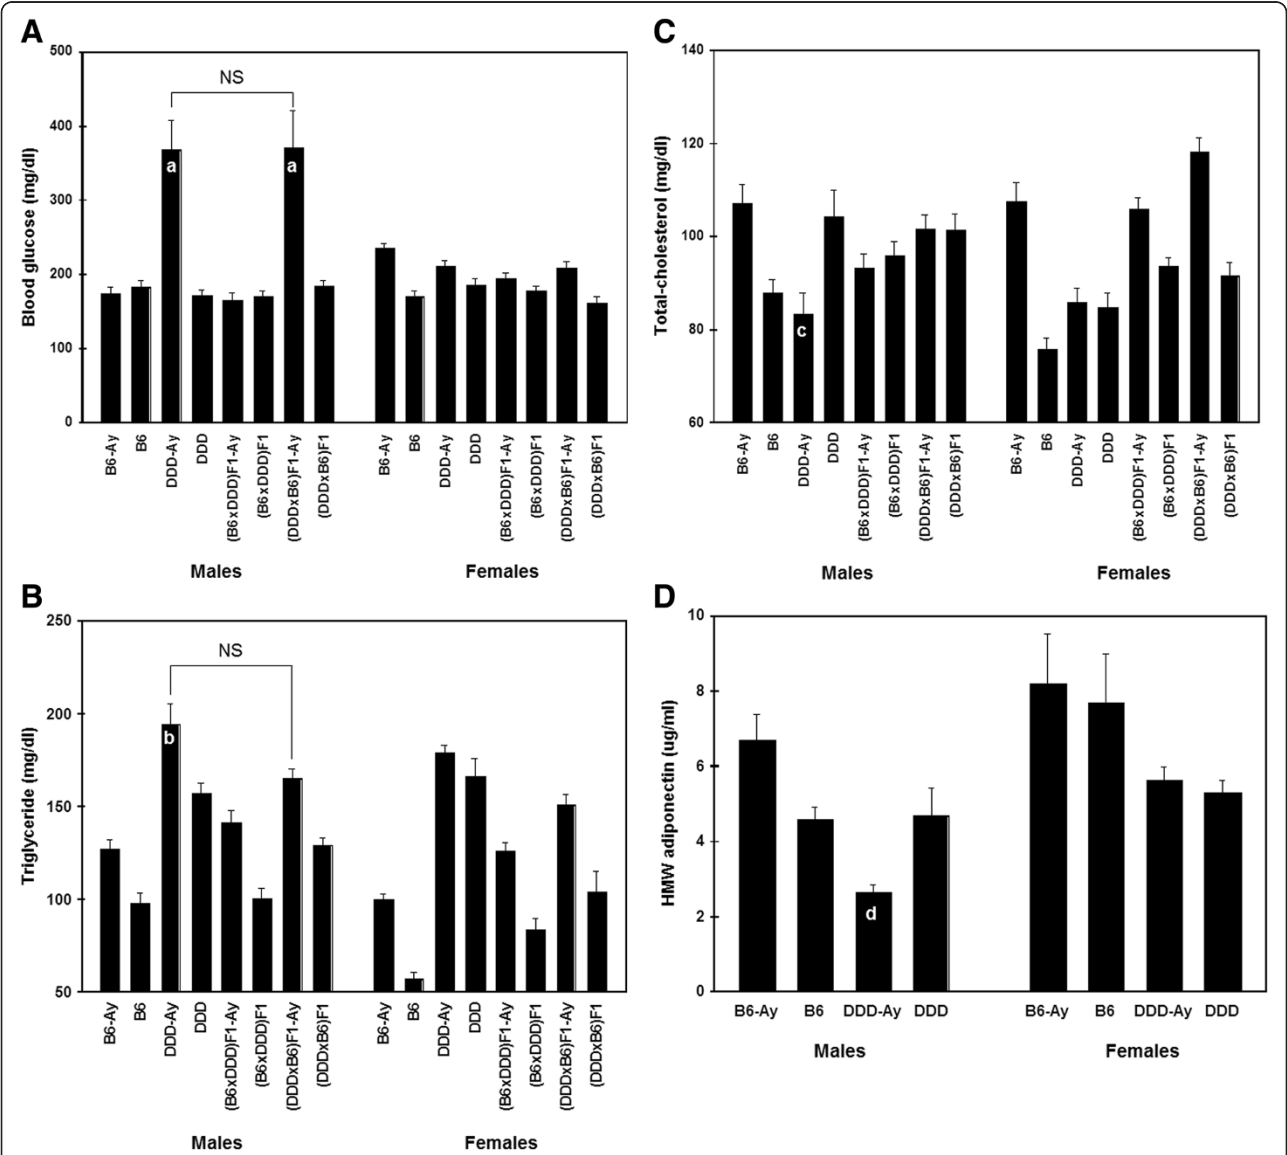 A
Blood glucose (mg/dl)
500
400
300
200
100
0
NS
a
a
B6-Ay
B6
DDD-Ay
DDD
(B6xDDD)F1-Ay
(B6xDDD)F1
(DDDxB6)F1-Ay
(DDDxB6)F1
B6-Ay
B6
DDD-Ay
DDD
(B6xDDD)F1-Ay
(B6xDDD)F1
(DDDxB6)F1-Ay
(DDDxB6)F1
Males
Females
B
Triglyceride (mg/dl)
250
200
150
100
50
NS
b
B6-Ay
B6
DDD-Ay
DDD
(B6xDDD)F1-Ay
(B6xDDD)F1
(DDDxB6)F1-Ay
(DDDxB6)F1
B6-Ay
B6
DDD-Ay
DDD
(B6xDDD)F1-Ay
(B6xDDD)F1
(DDDxB6)F1-Ay
(DDDxB6)F1
Males
Females
C
Total-cholesterol (mg/dl)
140
120
100
80
60
c
B6-Ay
B6
DDD-Ay
DDD
(B6xDDD)F1-Ay
(B6xDDD)F1
(DDDxB6)F1-Ay
(DDDxB6)F1
B6-Ay
B6
DDD-Ay
DDD
(B6xDDD)F1-Ay
(B6xDDD)F1
(DDDxB6)F1-Ay
(DDDxB6)F1
Males
Females
D
HMW adiponectin (ug/ml)
10
8
6
4
2
0
d
B6-Ay B6 DDD-Ay DDD B6-Ay B6 DDD-Ay DDD
Males
Females